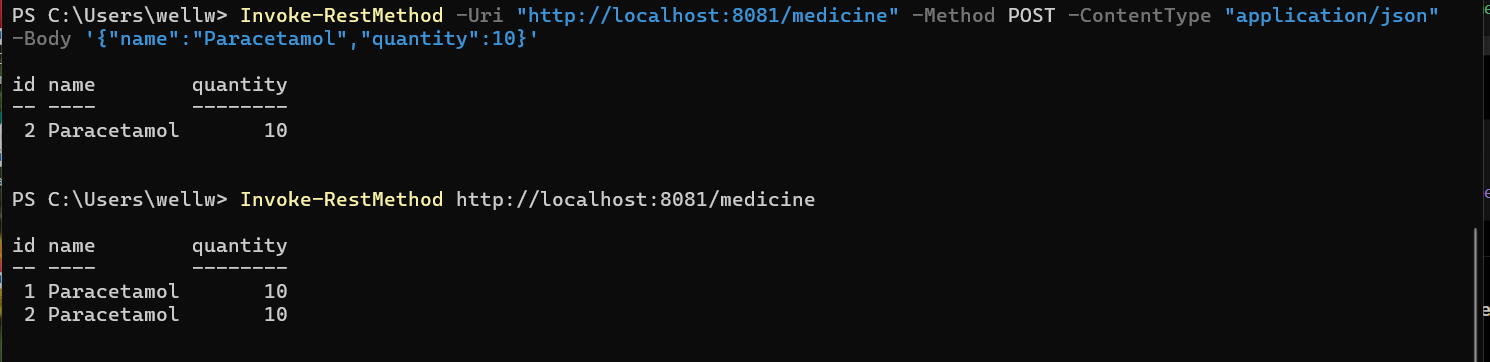 PS C:\Users\wellw> Invoke-RestMethod -Uri "http://localhost:8081/medicine" -Method POST -ContentType "application/json"
-Body '{"name":"Paracetamol","quantity":10}'
id name        quantity
-- ----        --------
 2 Paracetamol       10
PS C:\Users\wellw> Invoke-RestMethod http://localhost:8081/medicine
id name        quantity
-- ----        --------
 1 Paracetamol       10
 2 Paracetamol       10